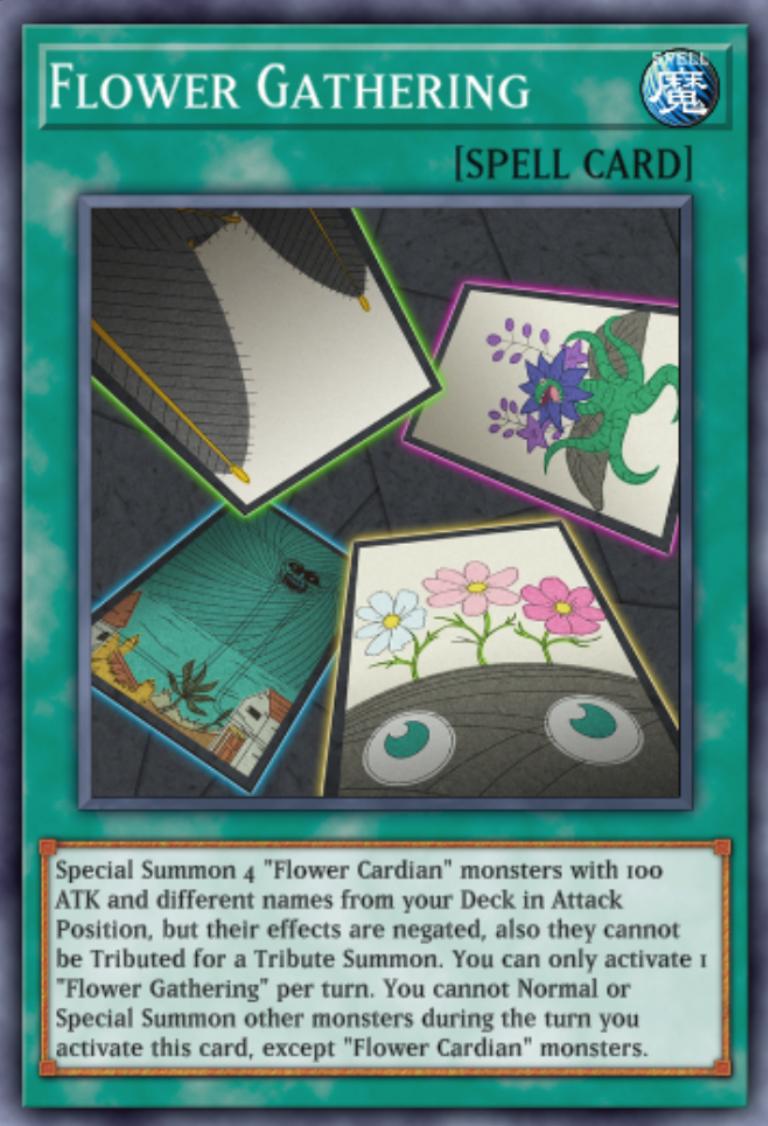 FLOWER GATHERING
SPELL
魔
[SPELL CARD]
Special Summon 4 "Flower Cardian" monsters with 100
ATK and different names from your Deck in Attack
Position, but their effects are negated, also they cannot
be Tributed for a Tribute Summon. You can only activate 1
"Flower Gathering" per turn. You cannot Normal or
Special Summon other monsters during the turn you
activate this card, except "Flower Cardian" monsters.